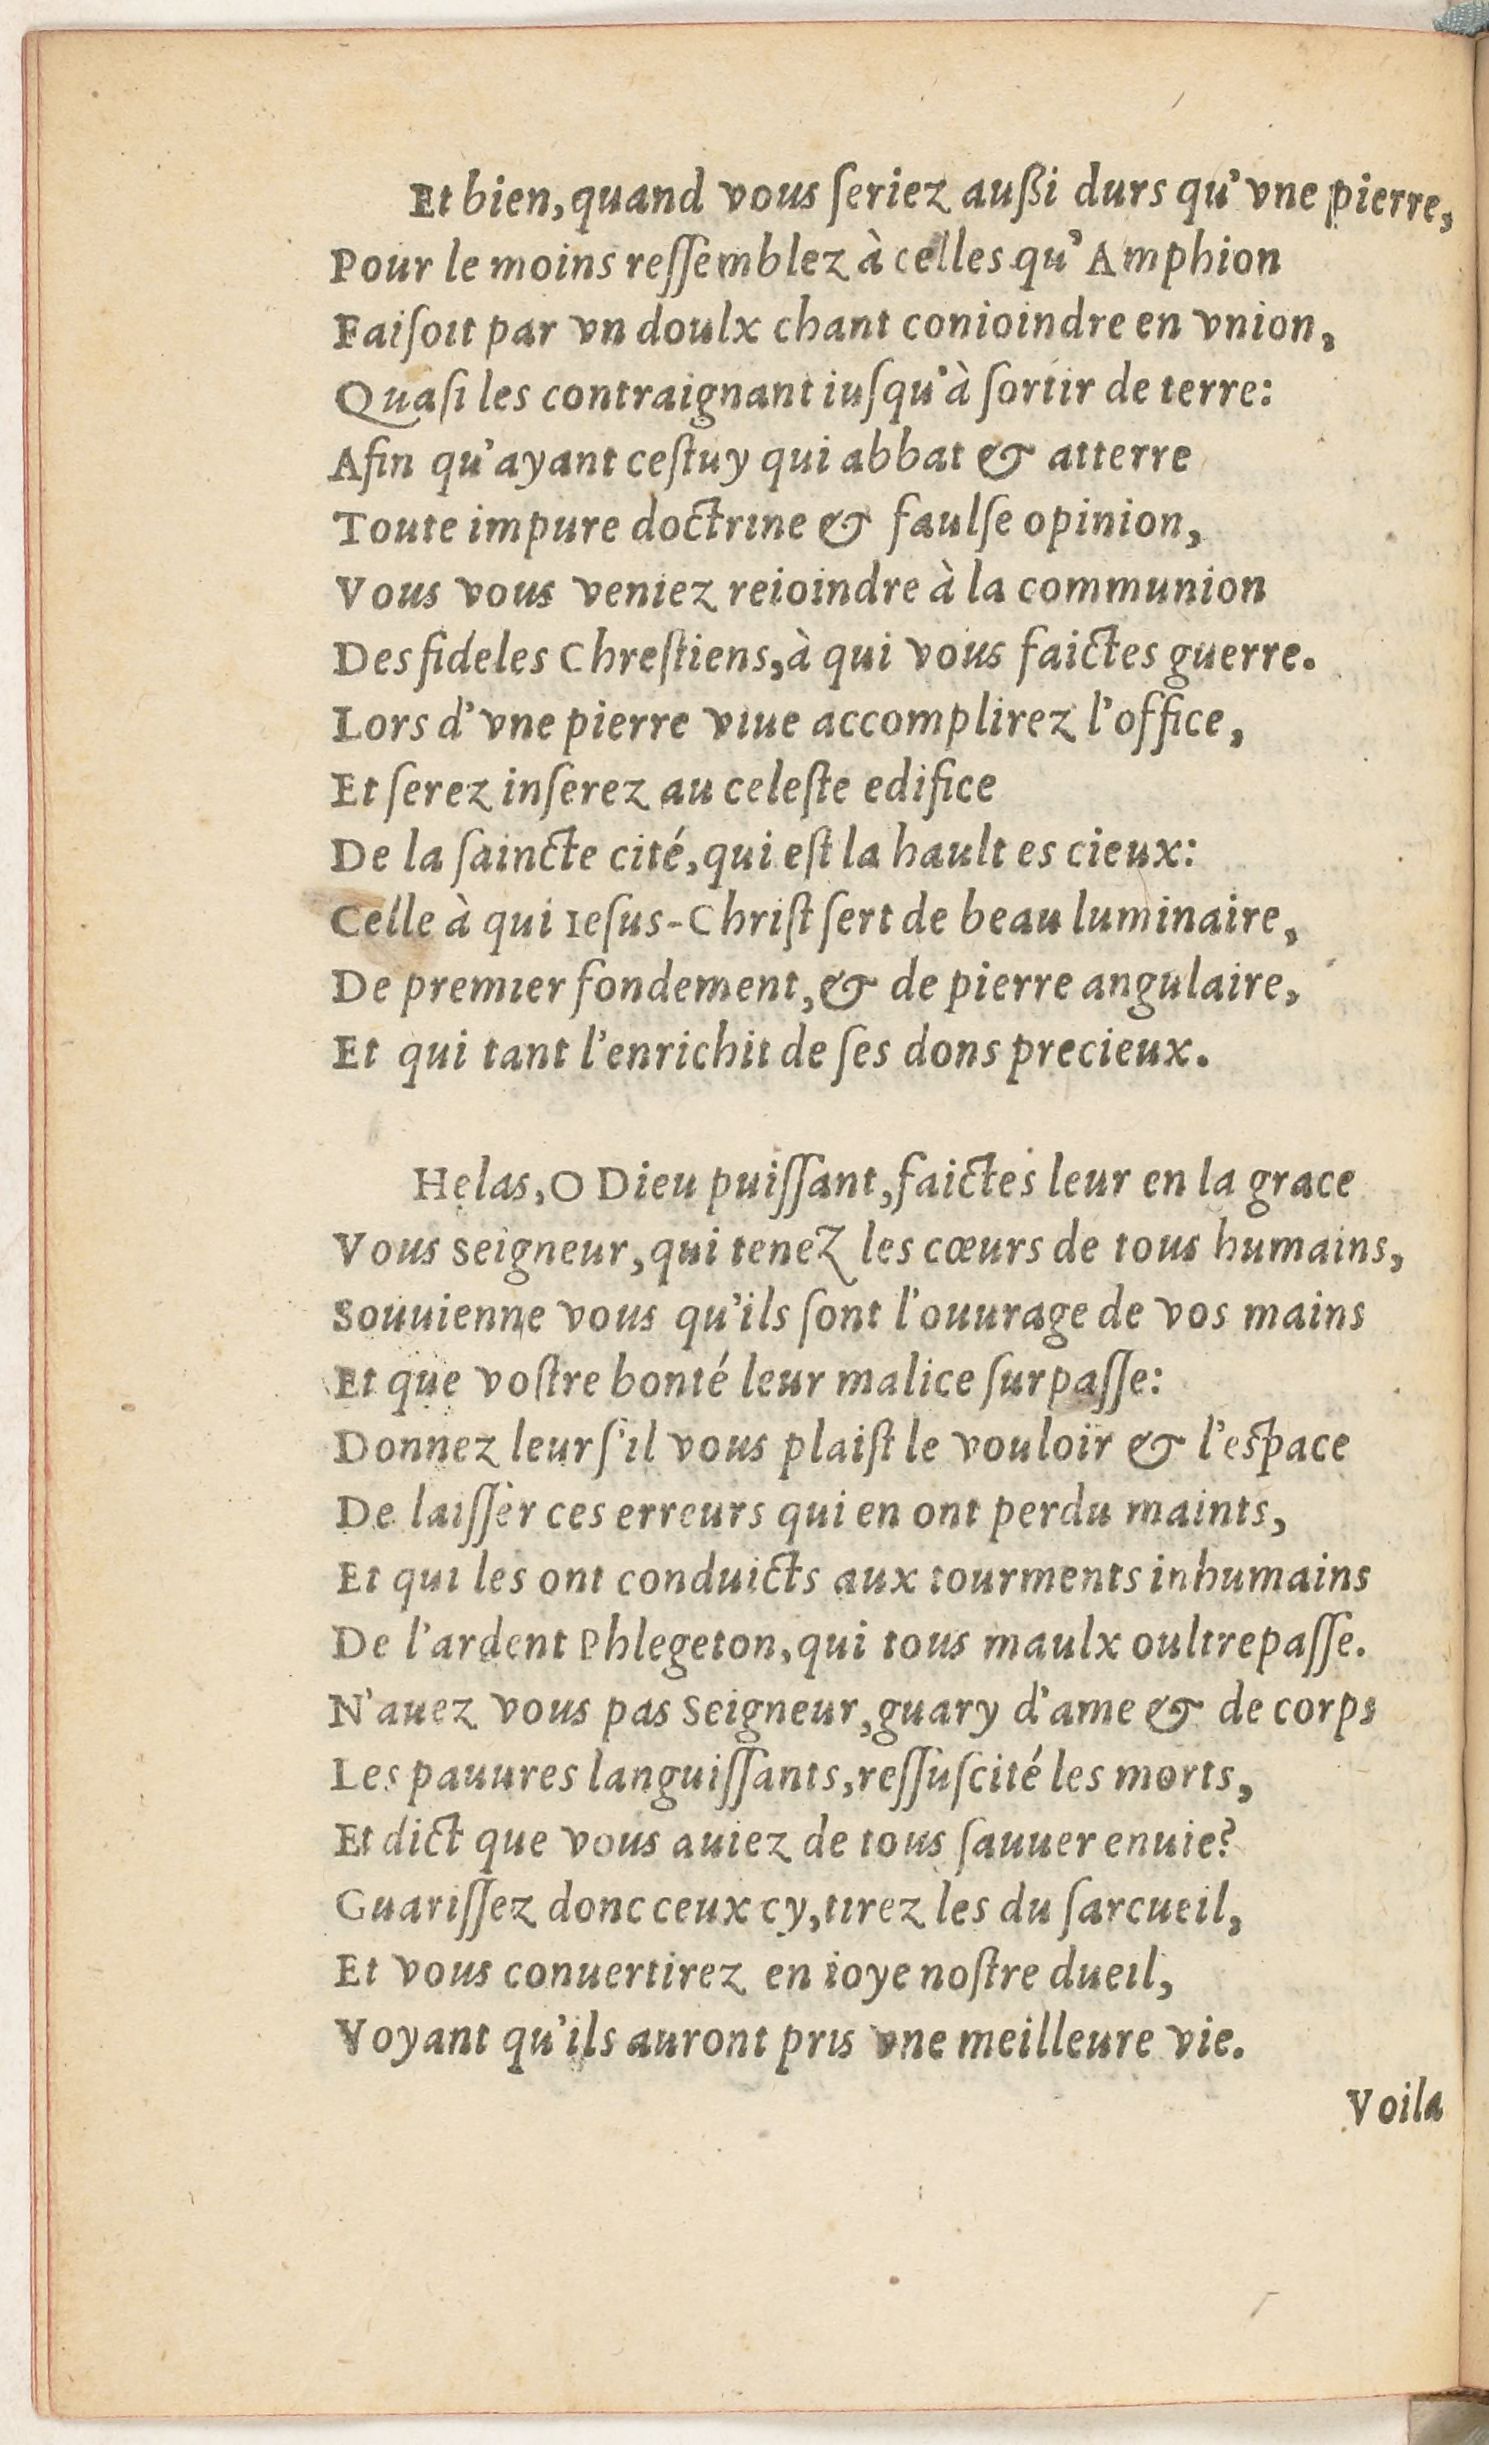 Et bien, quand vous ſeriez außi durs qu'vne pierre,
Pour le moins reſſemblez à celles qu'Amphion
Faiſoit par vn doulx chant conioindre en vnion,
Quaſi les contraignant iuſqu'à ſortir de terre:
Afin qu'ayant ceſtuy qui abbat & atterre
Toute impure doctrine & faulſe opinion,
Vous vous veniez reioindre à la communion
Des fideles Chreſtiens, à qui vous faictes guerre.
Lors d'vne pierre viue accomplirez l'office,
Et ſerez inſerez au celeſte edifice
De la ſaincte cité, qui eſt la hault es cieux:
Celle à qui Ieſus-Chriſt ſert de beau luminaire,
De premier fondement, & de pierre angulaire,
Et qui tant l'enrichit de ſes dons precieux.
Helas, O Dieu puiſſant, faictes leur en la grace
Vous Seigneur, qui tenez les cœurs de tous humains,
Souuienne vous qu'ils ſont l'ouurage de vos mains
Et que voſtre bonté leur malice ſurpaſſe:
Donnez leur ſ'il vous plaiſt le vouloir & l'eſpace
De laiſſer ces erreurs qui en ont perdu maints,
Et qui les ont conduicts aux tourments inhumains
De l'ardent Phlegeton, qui tous maulx oultrepaſſe.
N'auez vous pas Seigneur, guary d'ame & de corps
Les pauures languiſſants, reſſuſcité les morts,
Et dict que vous auiez de tous ſauuer enuie?
Guariſſez donc ceux cy, tirez les du ſarcueil,
Et vous conuertirez en ioye noſtre dueil,
Voyant qu'ils auront pris vne meilleure vie.
Voila